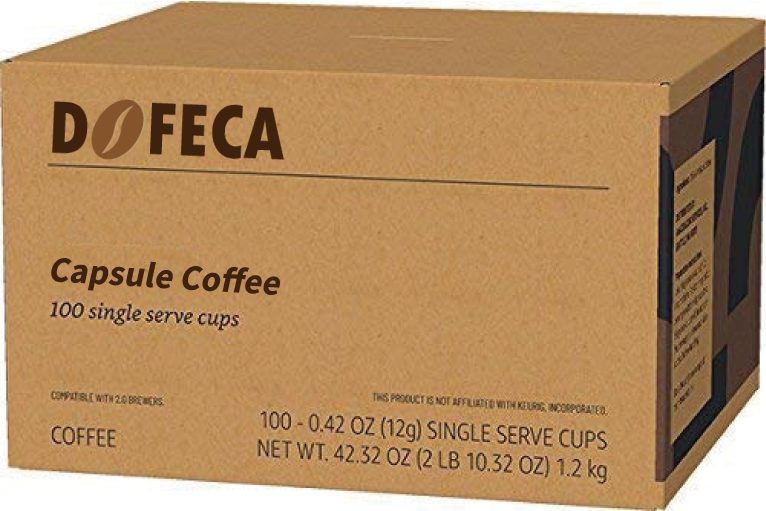 DOFECA
Capsule Coffee
100 single serve cups
COMPATIBLE WITH 2.0 BREWERS.
THIS PRODUCT IS NOT AFFILIATED WITH KEURIG, INCORPORATED.
COFFEE
100 - 0.42 OZ (12g) SINGLE SERVE CUPS
NET WT. 42.32 OZ (2 LB 10.32 OZ) 1.2 kg